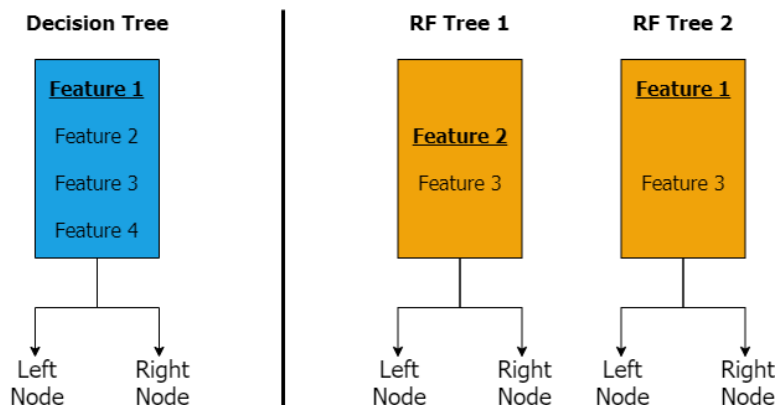 Decision Tree
Feature 1
Feature 2
Feature 3
Feature 4
Left
Node
Right
Node
RF Tree 1
Feature 2
Feature 3
Left
Node
Right
Node
RF Tree 2
Feature 1
Feature 3
Left
Node
Right
Node